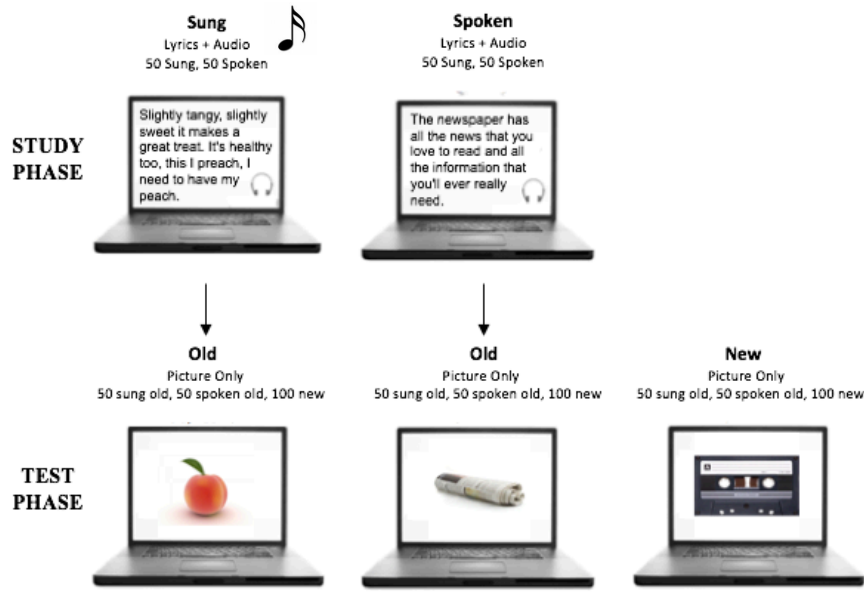 Sung
Lyrics + Audio
50 Sung, 50 Spoken
Spoken
Lyrics + Audio
50 Sung, 50 Spoken
STUDY
PHASE
Slightly tangy, slightly
sweet it makes a
great treat. It's healthy
too, this I preach, I
need to have my
peach.
The newspaper has
all the news that you
love to read and all
the information that
you'll ever really
need.
Old
Picture Only
50 sung old, 50 spoken old, 100 new
Old
Picture Only
50 sung old, 50 spoken old, 100 new
New
Picture Only
50 sung old, 50 spoken old, 100 new
TEST
PHASE